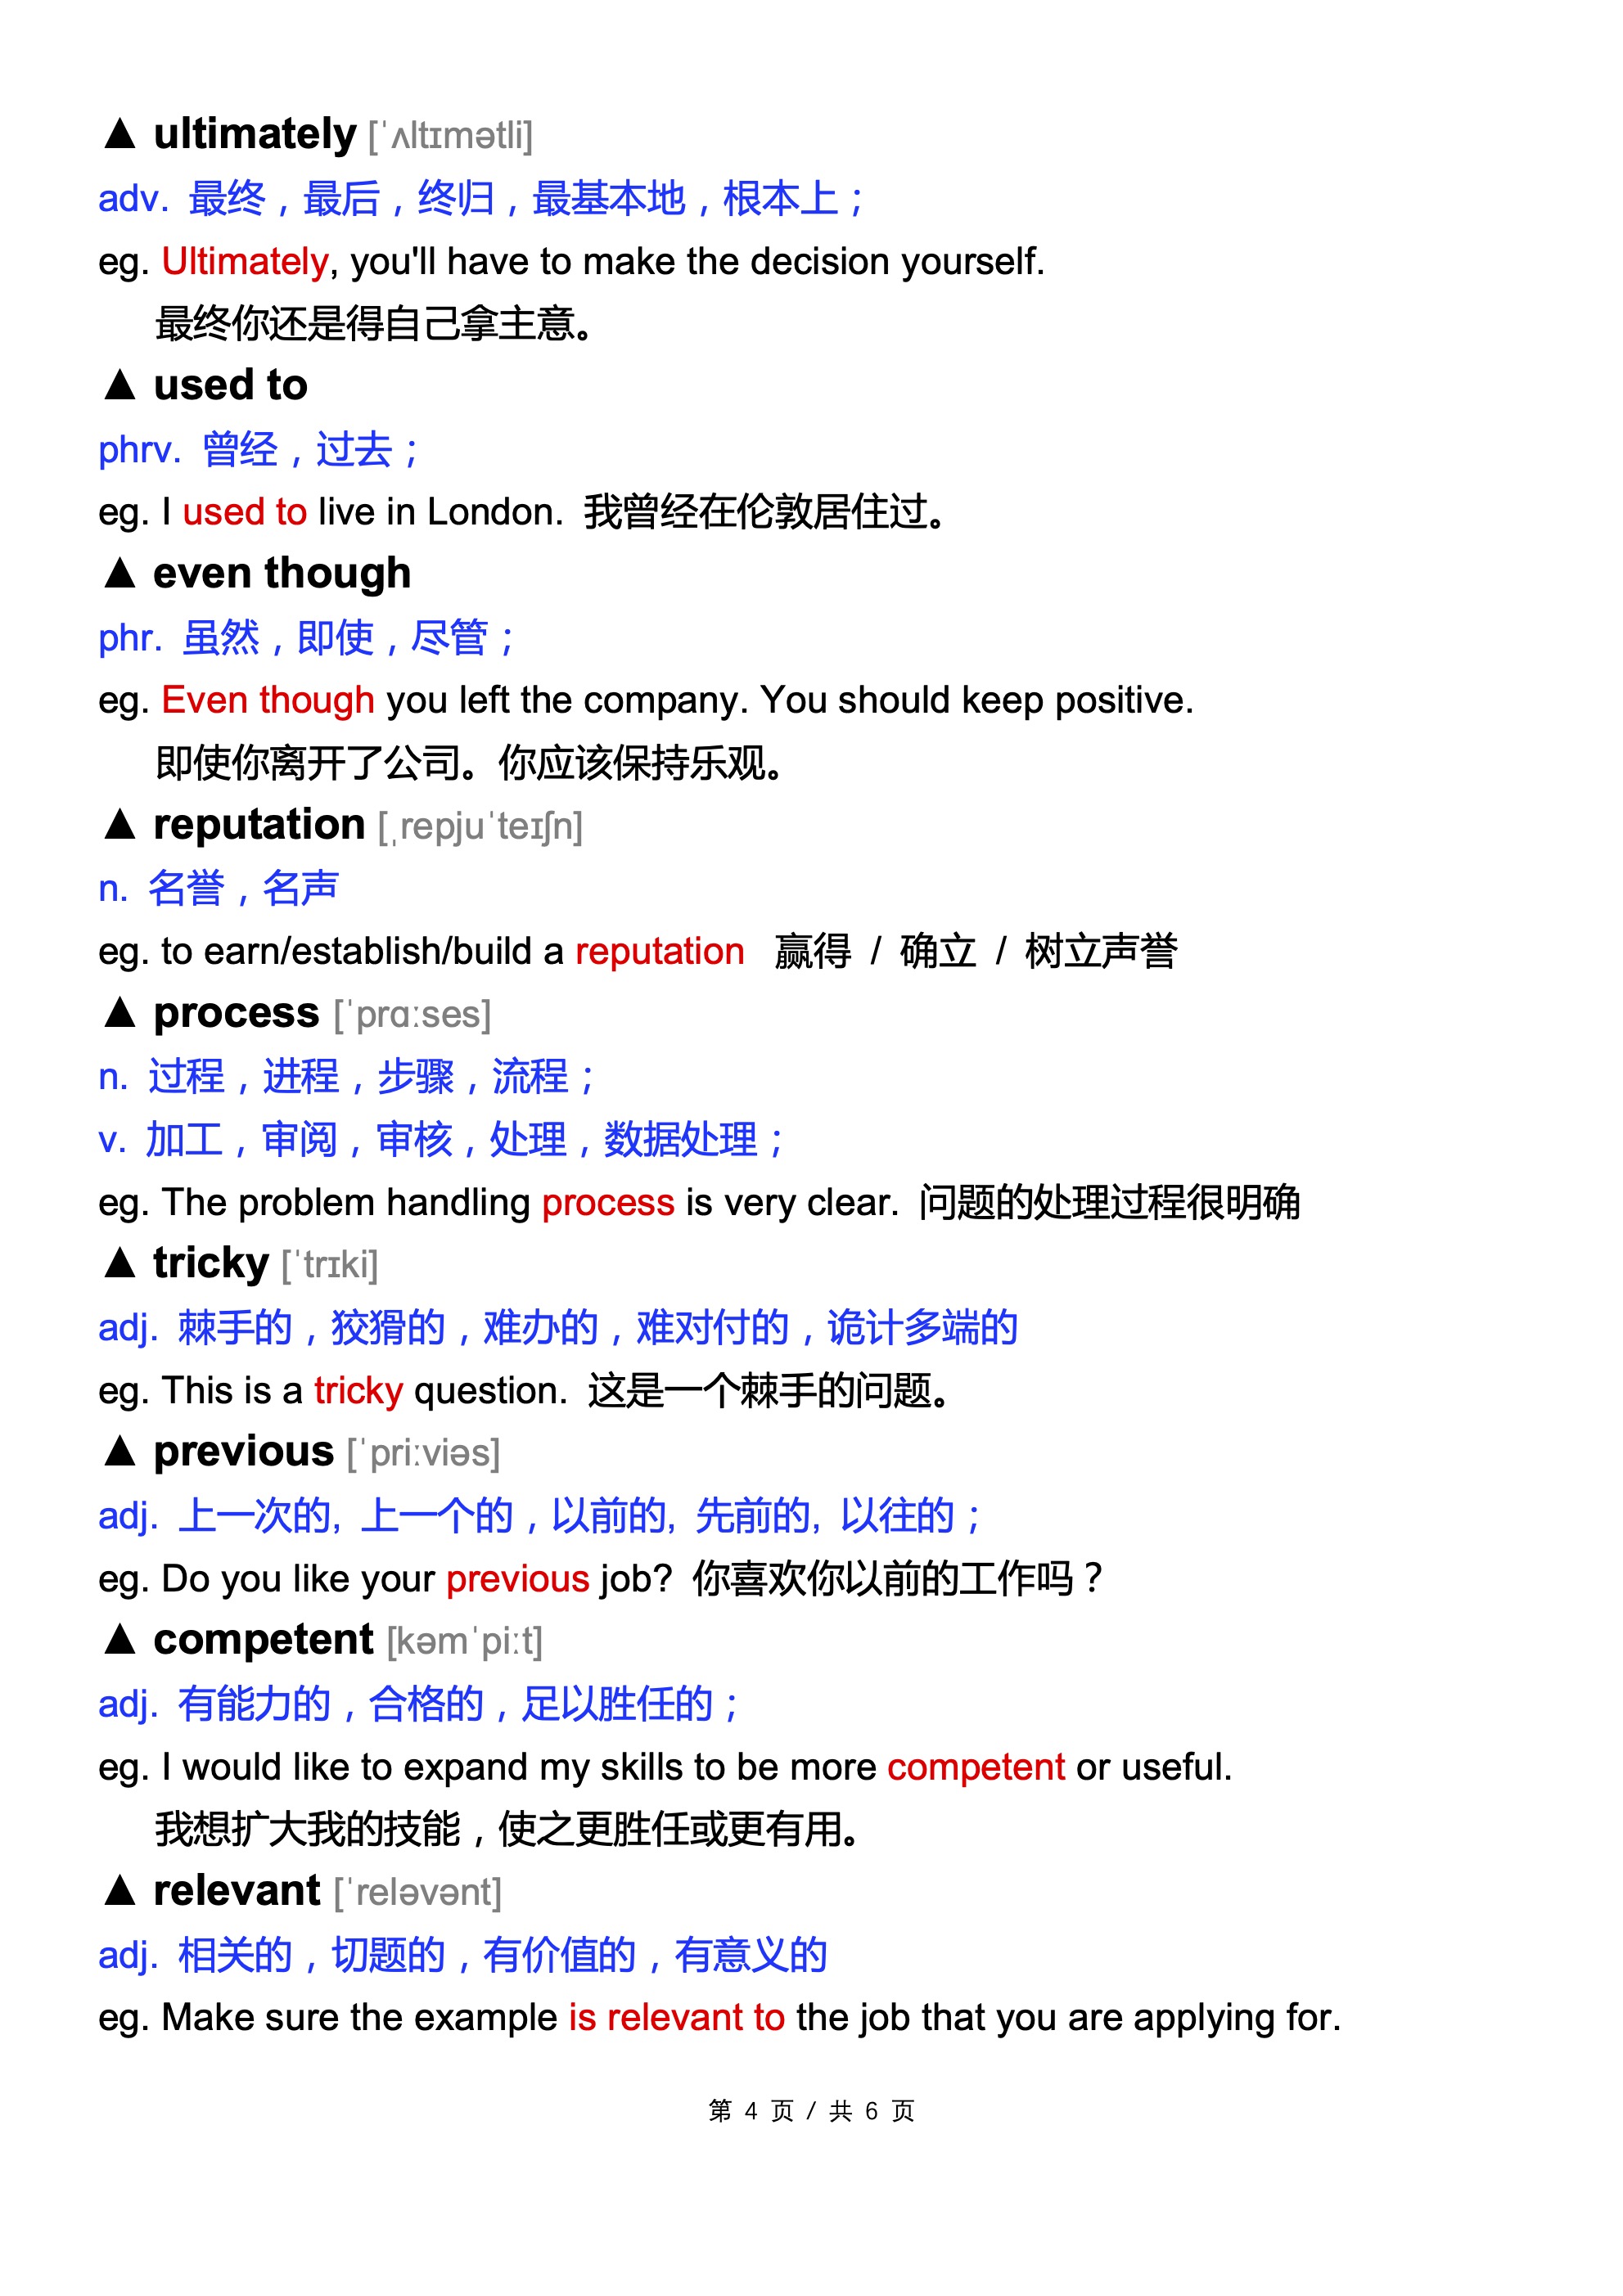 ▲ ultimately [ˈʌltɪmətli]
adv. 最终，最后，终归，最基本地，根本上；
eg. Ultimately, you'll have to make the decision yourself.
最终你还是得自己拿主意。
▲ used to
phrv. 曾经，过去；
eg. I used to live in London. 我曾经在伦敦居住过。
▲ even though
phr. 虽然，即使，尽管；
eg. Even though you left the company. You should keep positive.
即使你离开了公司。你应该保持乐观。
▲ reputation [ˌrepjuˈteɪʃn]
n. 名誉，名声
eg. to earn/establish/build a reputation 赢得 / 确立 / 树立声誉
▲ process [ˈprɑːses]
n. 过程，进程，步骤，流程；
v. 加工，审阅，审核，处理，数据处理；
eg. The problem handling process is very clear. 问题的处理过程很明确
▲ tricky [ˈtrɪki]
adj. 棘手的，狡猾的，难办的，难对付的，诡计多端的
eg. This is a tricky question. 这是一个棘手的问题。
▲ previous [ˈpriːviəs]
adj. 上一次的, 上一个的，以前的, 先前的, 以往的；
eg. Do you like your previous job? 你喜欢你以前的工作吗？
▲ competent [kəmˈpiːt]
adj. 有能力的，合格的，足以胜任的；
eg. I would like to expand my skills to be more competent or useful.
我想扩大我的技能，使之更胜任或更有用。
▲ relevant [ˈreləvənt]
adj. 相关的，切题的，有价值的，有意义的
eg. Make sure the example is relevant to the job that you are applying for.
第 4 页 / 共 6 页